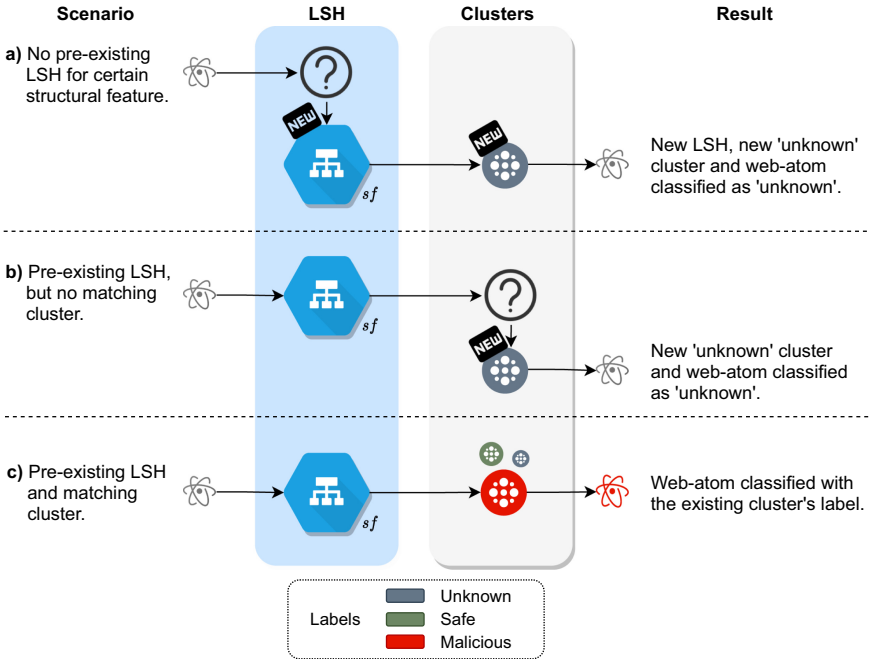 Scenario
LSH
Clusters
Result
a) No pre-existing
LSH for certain
structural feature.
NEW
sf
NEW
New LSH, new 'unknown'
cluster and web-atom
classified as 'unknown'.
b) Pre-existing LSH,
but no matching
cluster.
sf
?
?
NEW
New 'unknown' cluster
and web-atom classified
as 'unknown'.
c) Pre-existing LSH
and matching
cluster.
sf
Web-atom classified with
the existing cluster's label.
Labels
Unknown
Safe
Malicious